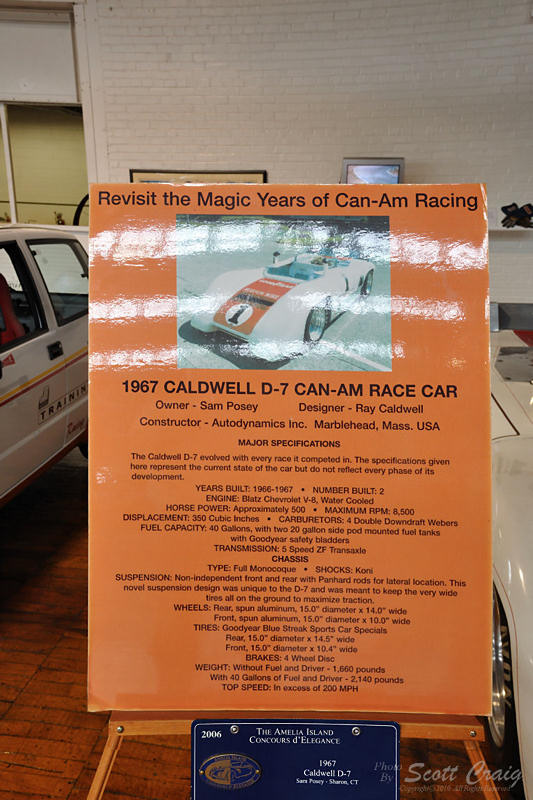 Revisit the Magic Years of Can-Am Racing
1
1967 CALDWELL D-7 CAN-AM RACE CAR
Owner - Sam Posey Designer - Ray Caldwell
Constructor - Autodynamics Inc. Marblehead, Mass. USA
MAJOR SPECIFICATIONS
The Caldwell D-7 evolved with every race it competed in. The specifications given
here represent the current state of the car but do not reflect every phase of its
development.
YEARS BUILT: 1966-1967 • NUMBER BUILT: 2
ENGINE: Blatz Chevrolet V-8, Water Cooled
HORSE POWER: Approximately 500 • MAXIMUM RPM: 8,500
DISPLACEMENT: 350 Cubic Inches • CARBURETORS: 4 Double Downdraft Webers
FUEL CAPACITY: 40 Gallons, with two 20 gallon side pod mounted fuel tanks
with Goodyear safety bladders
TRANSMISSION: 5 Speed ZF Transaxle
CHASSIS
TYPE: Full Monocoque • SHOCKS: Koni
SUSPENSION: Non-independent front and rear with Panhard rods for lateral location. This
novel suspension design was unique to the D-7 and was meant to keep the very wide
tires all on the ground to maximize traction.
WHEELS: Rear, spun aluminum, 15.0" diameter x 14.0" wide
Front, spun aluminum, 15.0" diameter x 10.0" wide
TIRES: Goodyear Blue Streak Sports Car Specials
Rear, 15.0" diameter x 14.5" wide
Front, 15.0" diameter x 10.4" wide
BRAKES: 4 Wheel Disc
WEIGHT: Without Fuel and Driver - 1,660 pounds
With 40 Gallons of Fuel and Driver - 2,140 pounds
TOP SPEED: In excess of 200 MPH
TRAINING
Racing
2006 The Amelia Island
Concours d'Elegance
1967
Caldwell D-7
Sam Posey - Sharon, CT
Photo
By Scott Craig
Copyright©2010 All Rights Reserved